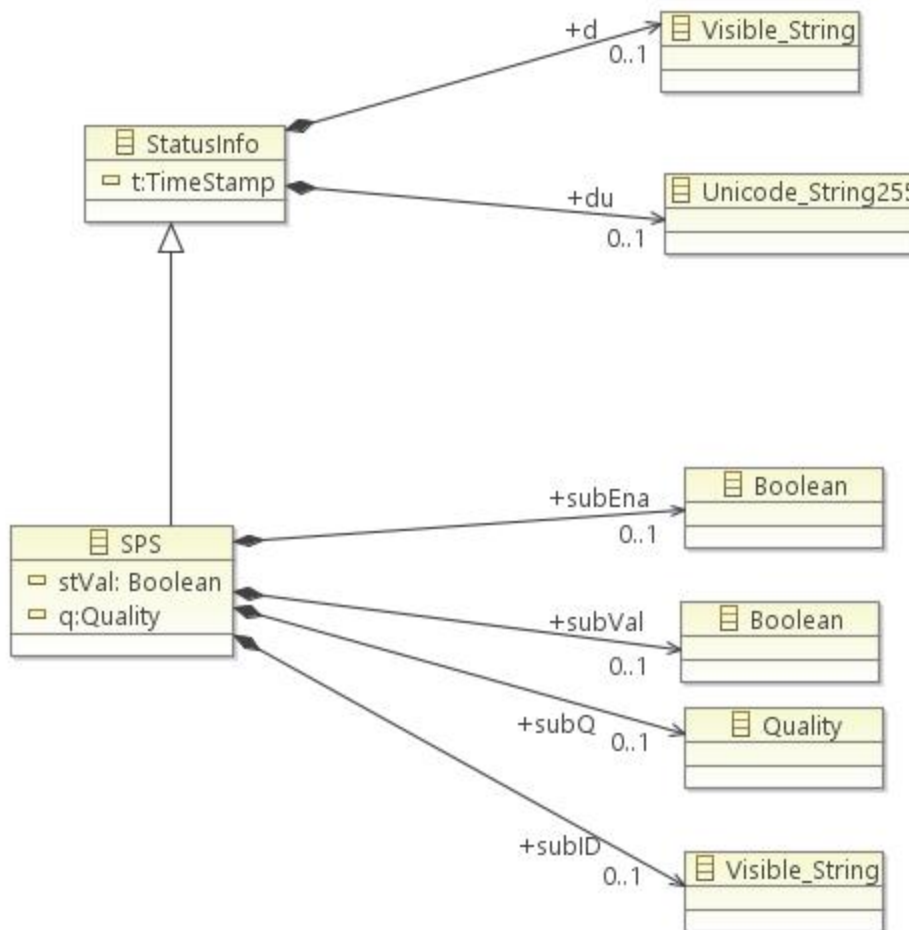 +d
Visible_String
0..1
StatusInfo
t:TimeStamp
+du
Unicode_String255
0..1
+subEna
Boolean
0..1
SPS
stVal: Boolean
q:Quality
+subVal
Boolean
0..1
+subQ
Quality
0..1
+subID
Visible_String
0..1